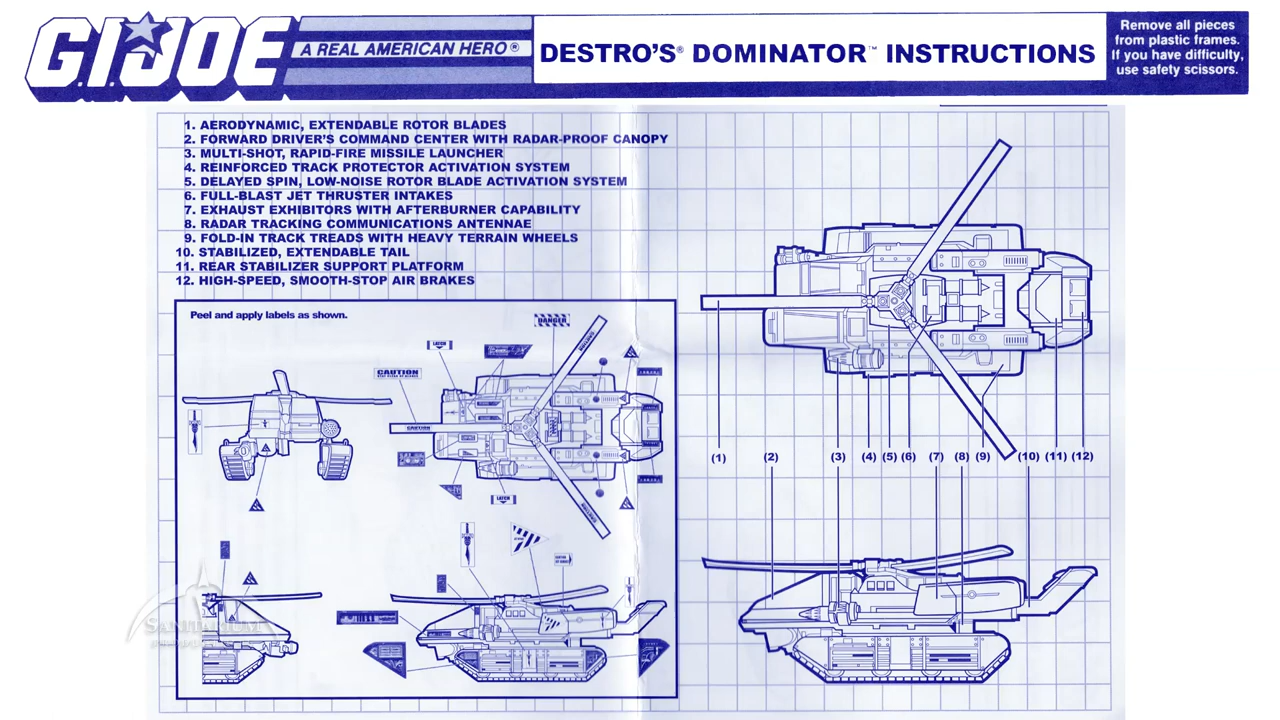 G.I.JOE
A REAL AMERICAN HERO®
DESTRO'S® DOMINATOR™ INSTRUCTIONS
Remove all pieces
from plastic frames.
If you have difficulty,
use safety scissors.
1. AERODYNAMIC, EXTENDABLE ROTOR BLADES
2. FORWARD DRIVER'S COMMAND CENTER WITH RADAR-PROOF CANOPY
3. MULTI-SHOT, RAPID-FIRE MISSILE LAUNCHER
4. REINFORCED TRACK PROTECTOR ACTIVATION SYSTEM
5. DELAYED SPIN, LOW-NOISE ROTOR BLADE ACTIVATION SYSTEM
6. FULL-BLAST JET THRUSTER INTAKES
7. EXHAUST EXHIBITORS WITH AFTERBURNER CAPABILITY
8. RADAR TRACKING COMMUNICATIONS ANTENNAE
9. FOLD-IN TRACK TREADS WITH HEAVY TERRAIN WHEELS
10. STABILIZED, EXTENDABLE TAIL
11. REAR STABILIZER SUPPORT PLATFORM
12. HIGH-SPEED, SMOOTH-STOP AIR BRAKES
Peel and apply labels as shown.
DANGER
LATCH
CAUTION
CAUTION
CAUTION
LATCH
CAUTION
(1) (2) (3) (4) (5) (6) (7) (8) (9) (10) (11) (12)
SANITARIUM